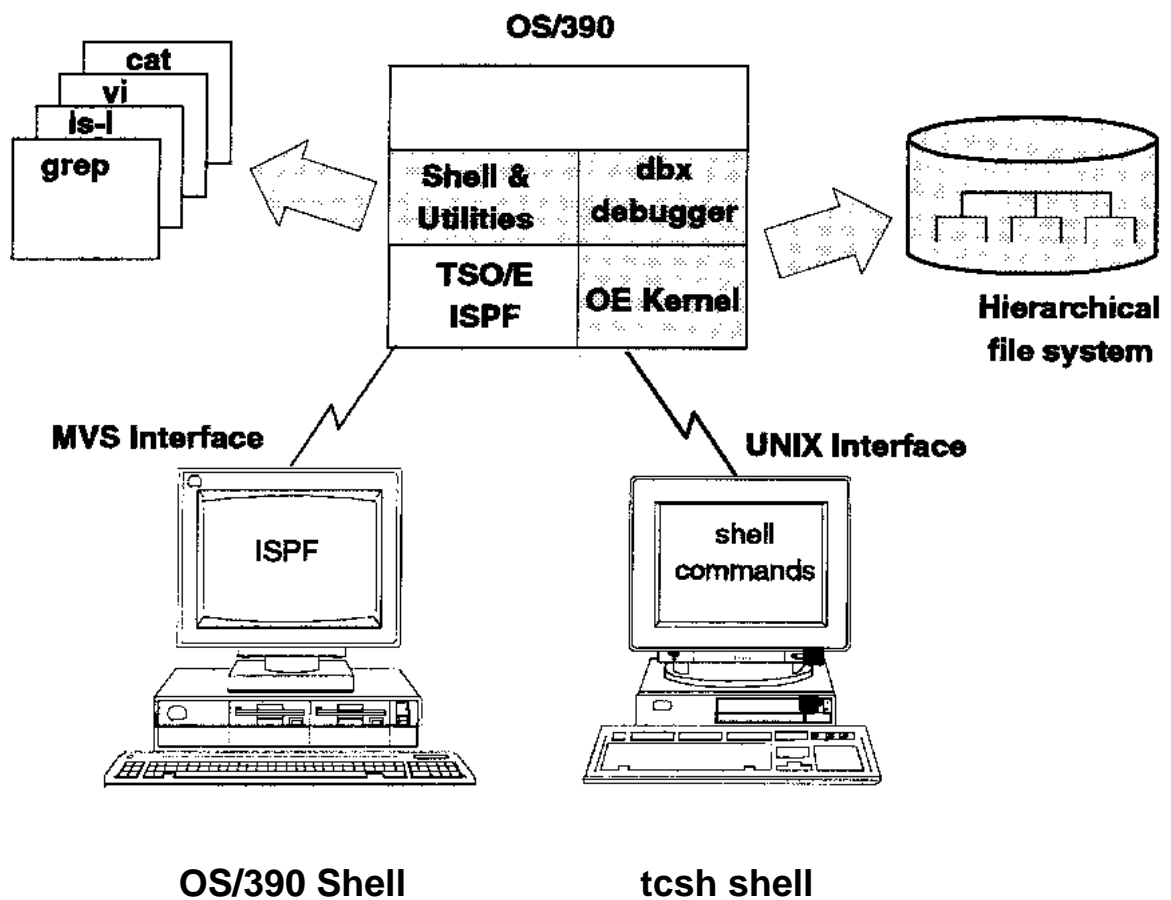 OS/390
cat
vi
ls-l
grep
Shell &
Utilities
dbx
debugger
TSO/E
ISPF
OE Kernel
Hierarchical
file system
MVS Interface
UNIX Interface
ISPF
shell
commands
OS/390 Shell
tcsh shell